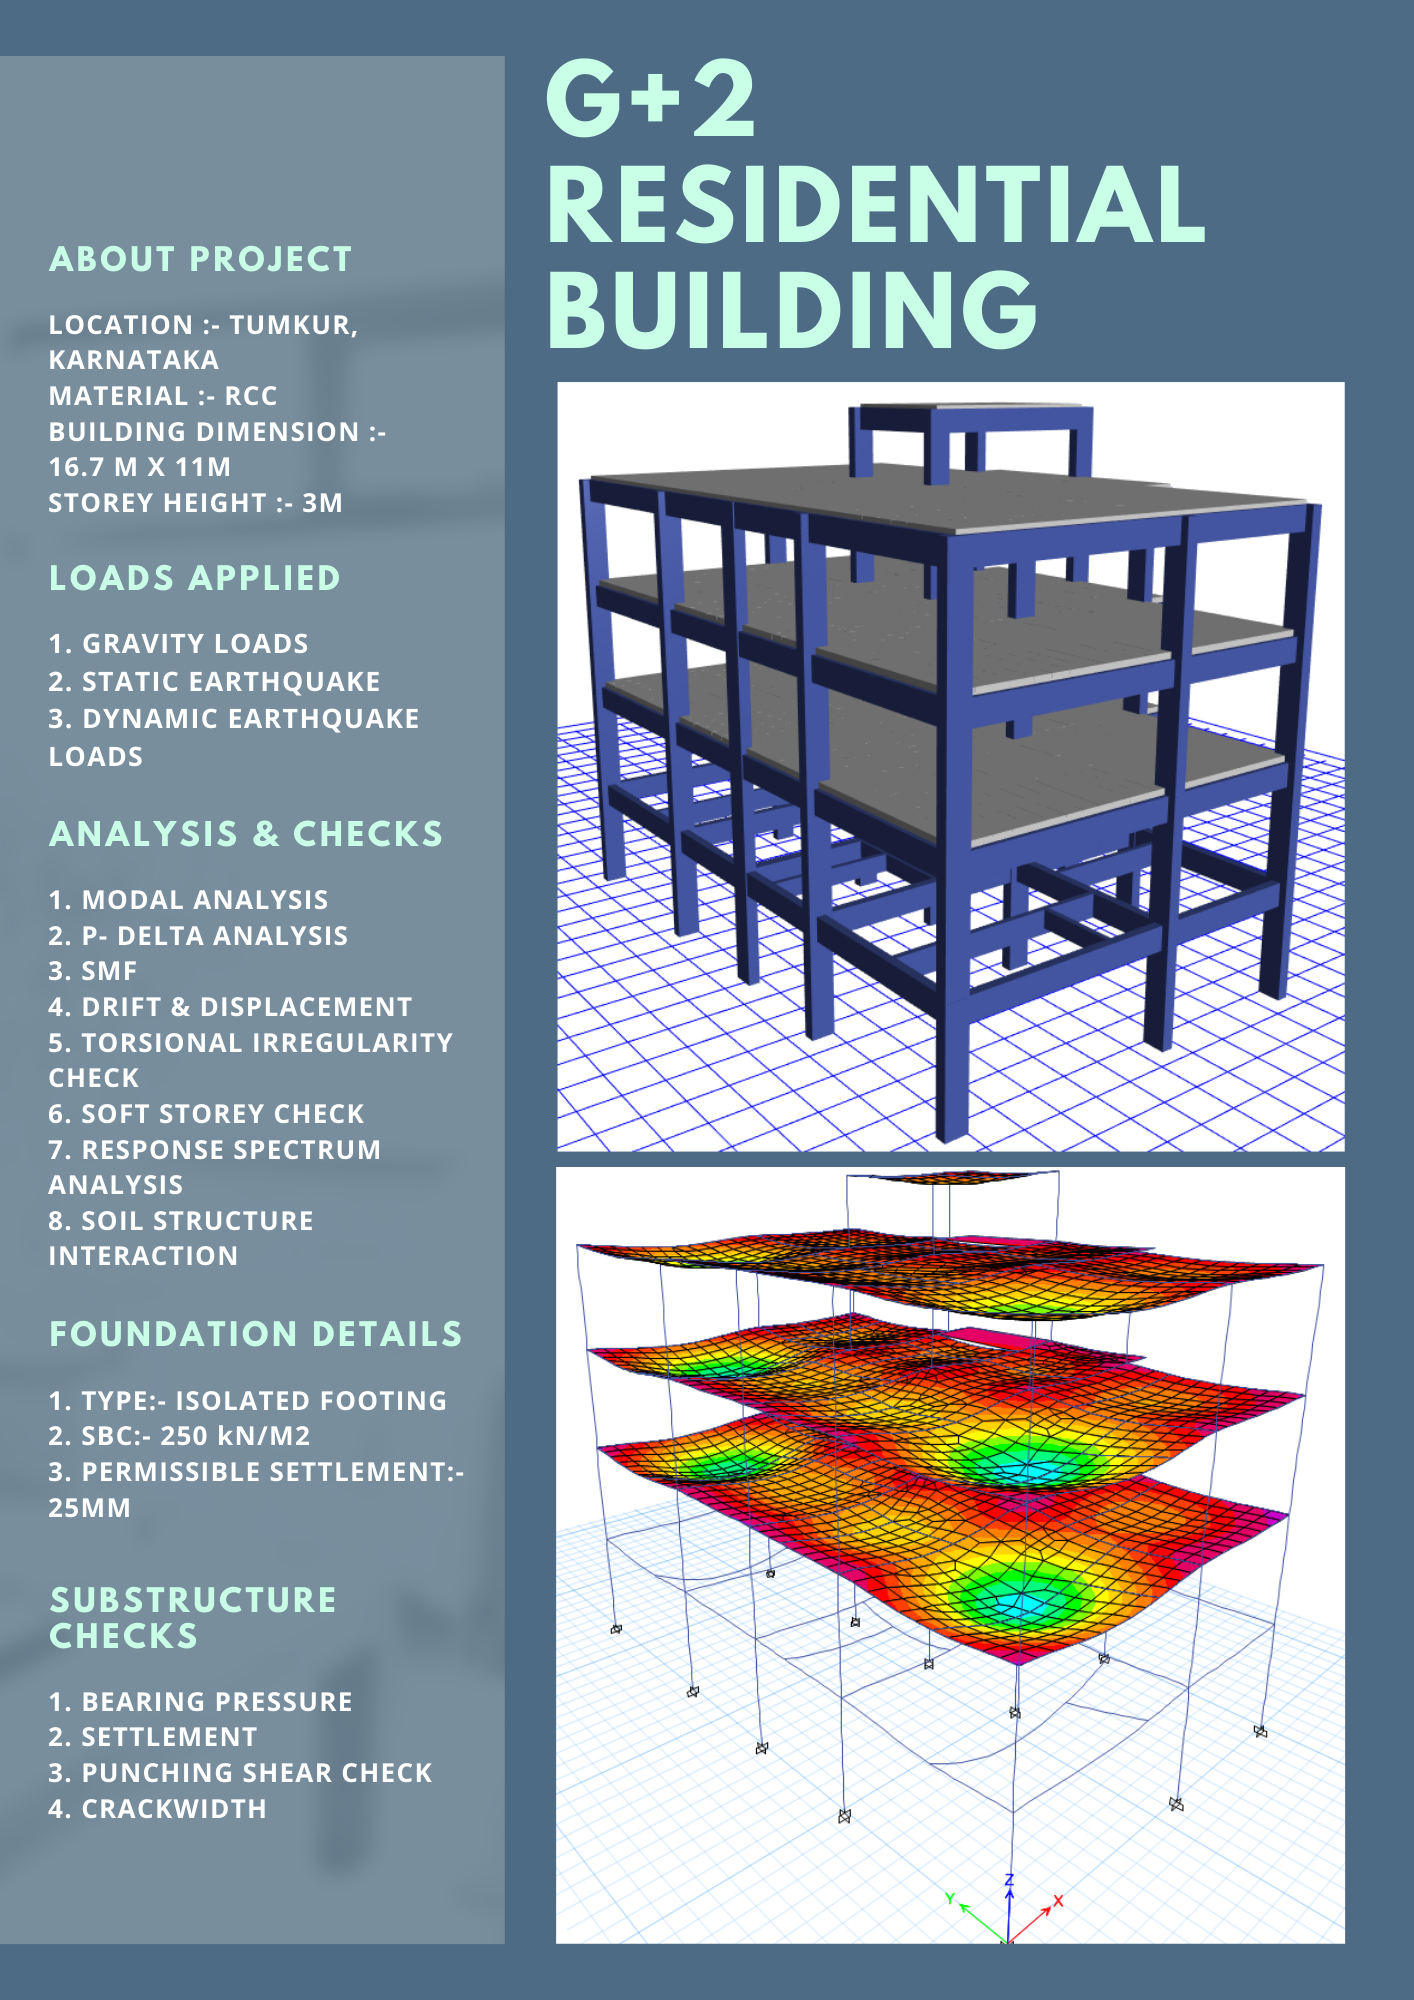 G+2
RESIDENTIAL
BUILDING
ABOUT PROJECT
LOCATION :- TUMKUR,
KARNATAKA
MATERIAL :- RCC
BUILDING DIMENSION :-
16.7 M X 11M
STOREY HEIGHT :- 3M
LOADS APPLIED
1. GRAVITY LOADS
2. STATIC EARTHQUAKE
3. DYNAMIC EARTHQUAKE
LOADS
ANALYSIS & CHECKS
1. MODAL ANALYSIS
2. P- DELTA ANALYSIS
3. SMF
4. DRIFT & DISPLACEMENT
5. TORSIONAL IRREGULARITY
CHECK
6. SOFT STOREY CHECK
7. RESPONSE SPECTRUM
ANALYSIS
8. SOIL STRUCTURE
INTERACTION
FOUNDATION DETAILS
1. TYPE:- ISOLATED FOOTING
2. SBC:- 250 kN/M2
3. PERMISSIBLE SETTLEMENT:-
25MM
SUBSTRUCTURE
CHECKS
1. BEARING PRESSURE
2. SETTLEMENT
3. PUNCHING SHEAR CHECK
4. CRACKWIDTH
Z
Y
X